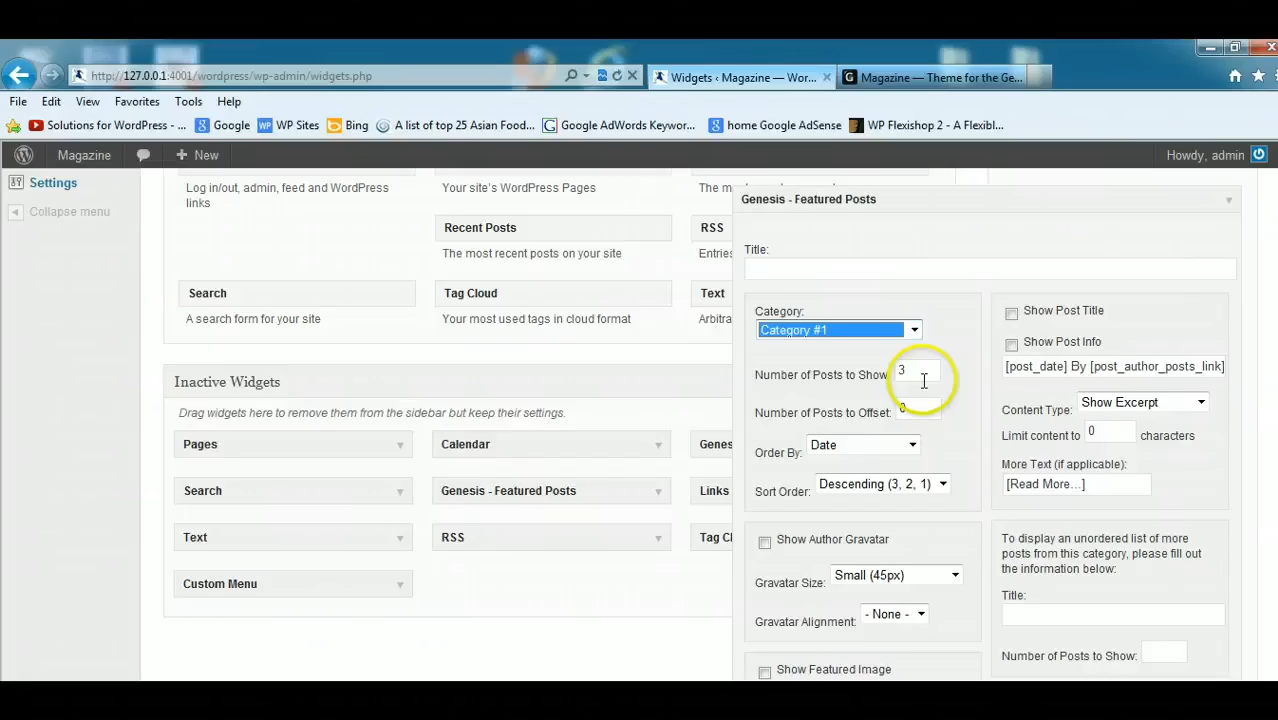 http://127.0.0.1:4001/wordpress/wp-admin/widgets.php
Widgets ‹ Magazine — Wor...
Magazine — Theme for the Ge...
File Edit View Favorites Tools Help
Solutions for WordPress - ...
Google
WP Sites
Bing
A list of top 25 Asian Food...
Google AdWords Keywor...
home Google AdSense
WP Flexishop 2 - A Flexibl...
Magazine
New
Howdy, admin
Settings
Collapse menu
Log in/out, admin, feed and WordPress
links
Your site's WordPress Pages
The
Recent Posts
The most recent posts on your site
RSS
Entries
Search
A search form for your site
Tag Cloud
Your most used tags in cloud format
Text
Arbitra
Inactive Widgets
Drag widgets here to remove them from the sidebar but keep their settings.
Pages
Calendar
Genes
Search
Genesis - Featured Posts
Links
Text
RSS
Tag Cl
Custom Menu
Genesis - Featured Posts
Title:
Category:
Category #1
Number of Posts to Show 3
Number of Posts to Offset: 0
Order By: Date
Sort Order: Descending (3, 2, 1)
Show Post Title
Show Post Info
[post_date] By [post_author_posts_link]
Content Type: Show Excerpt
Limit content to 0 characters
More Text (if applicable):
[Read More...]
Show Author Gravatar
Gravatar Size: Small (45px)
Gravatar Alignment: - None -
Show Featured Image
To display an unordered list of more
posts from this category, please fill out
the information below:
Title:
Number of Posts to Show: